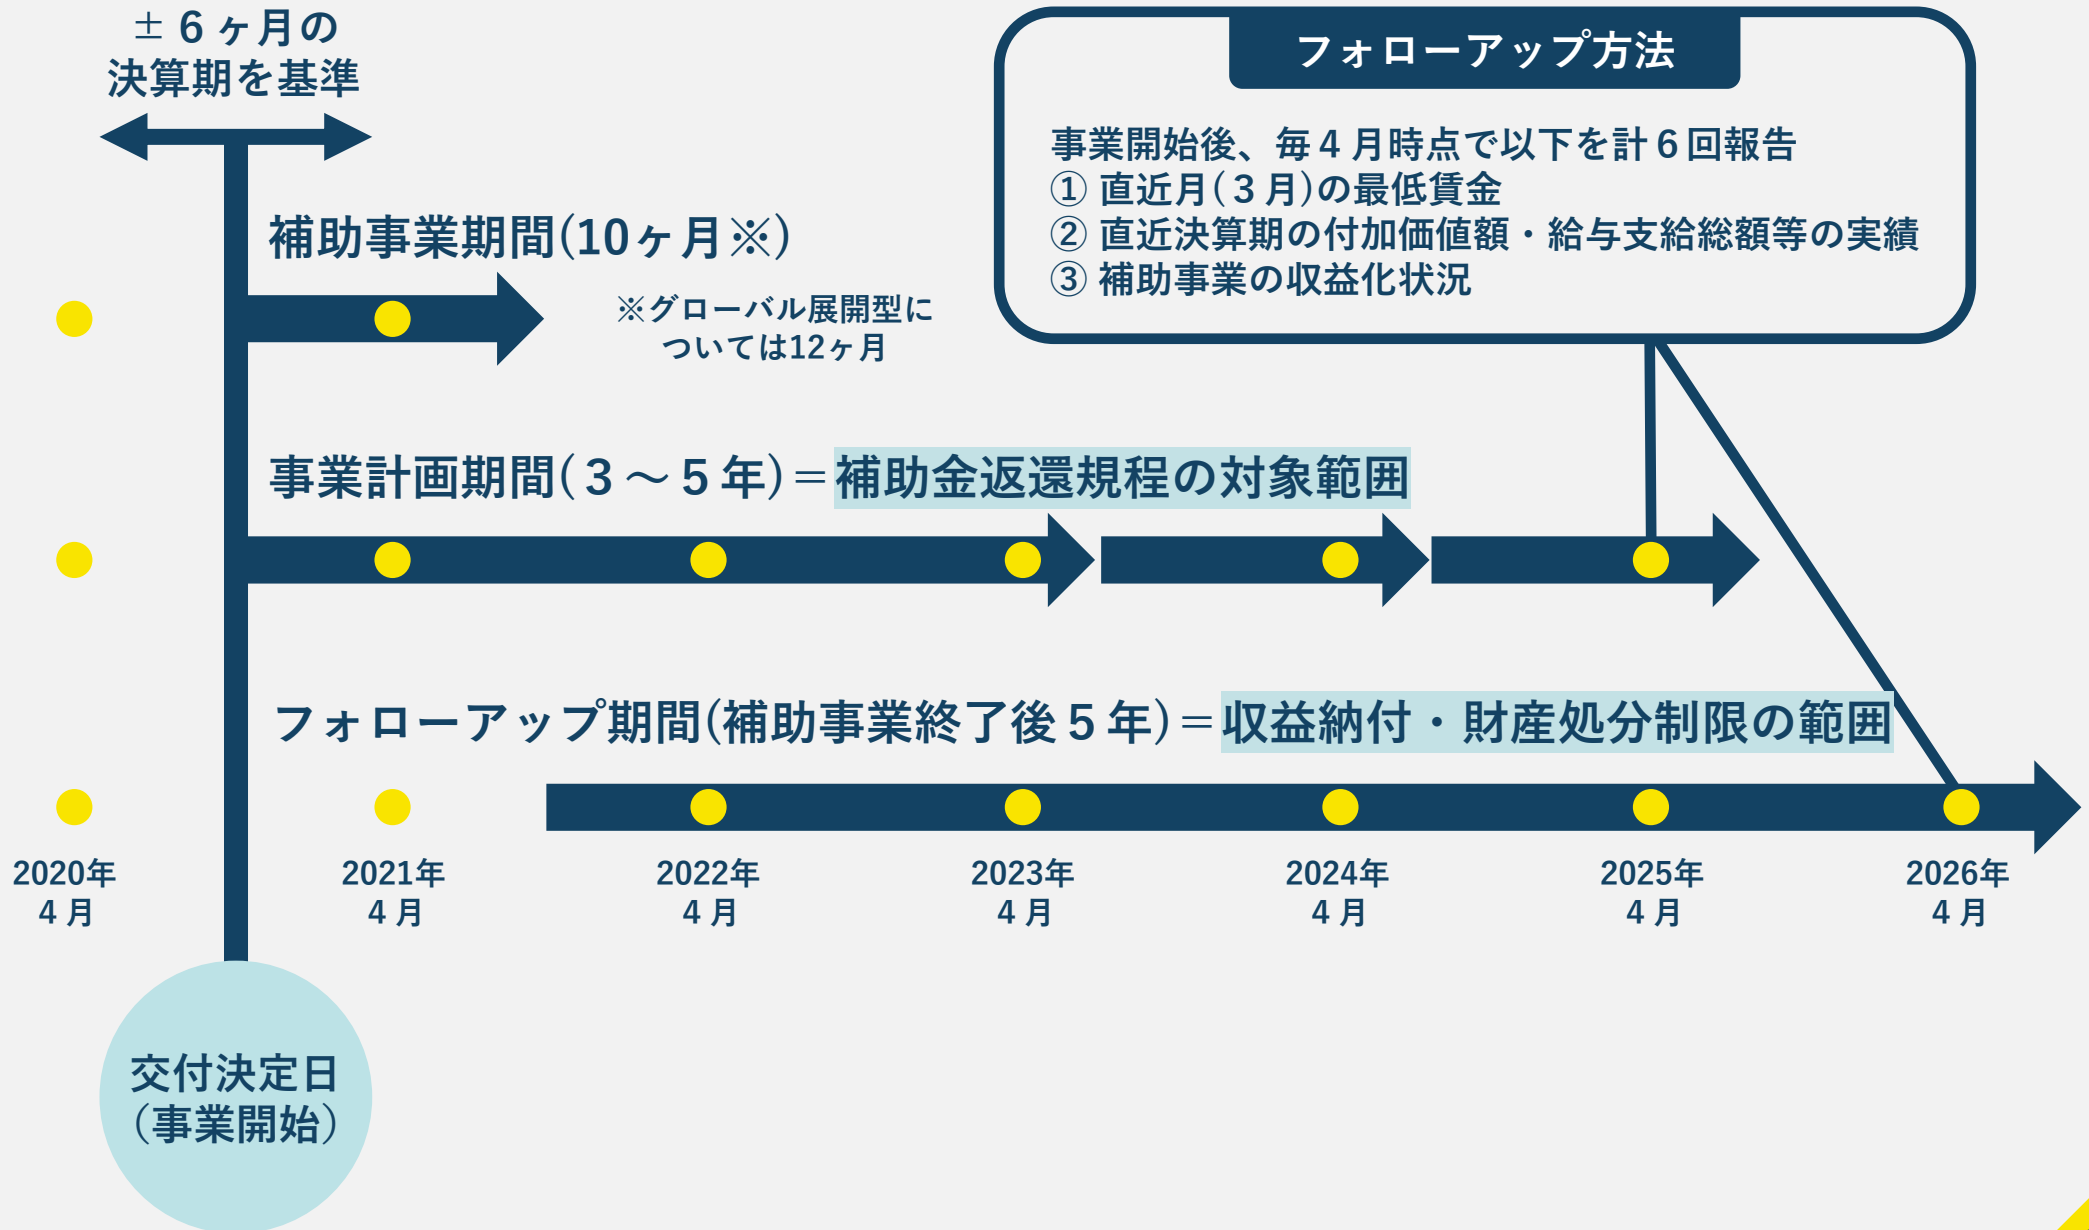 ±６ヶ月の
決算期を基準
フォローアップ方法
事業開始後、毎４月時点で以下を計６回報告
① 直近月(３月)の最低賃金
② 直近決算期の付加価値額・給与支給総額等の実績
③ 補助事業の収益化状況
補助事業期間(10ヶ月※)
※グローバル展開型に
ついては12ヶ月
事業計画期間(３～５年)＝補助金返還規程の対象範囲
フォローアップ期間(補助事業終了後５年)＝収益納付・財産処分制限の範囲
2020年
４月
2021年
４月
2022年
４月
2023年
４月
2024年
４月
2025年
４月
2026年
４月
交付決定日
（事業開始）